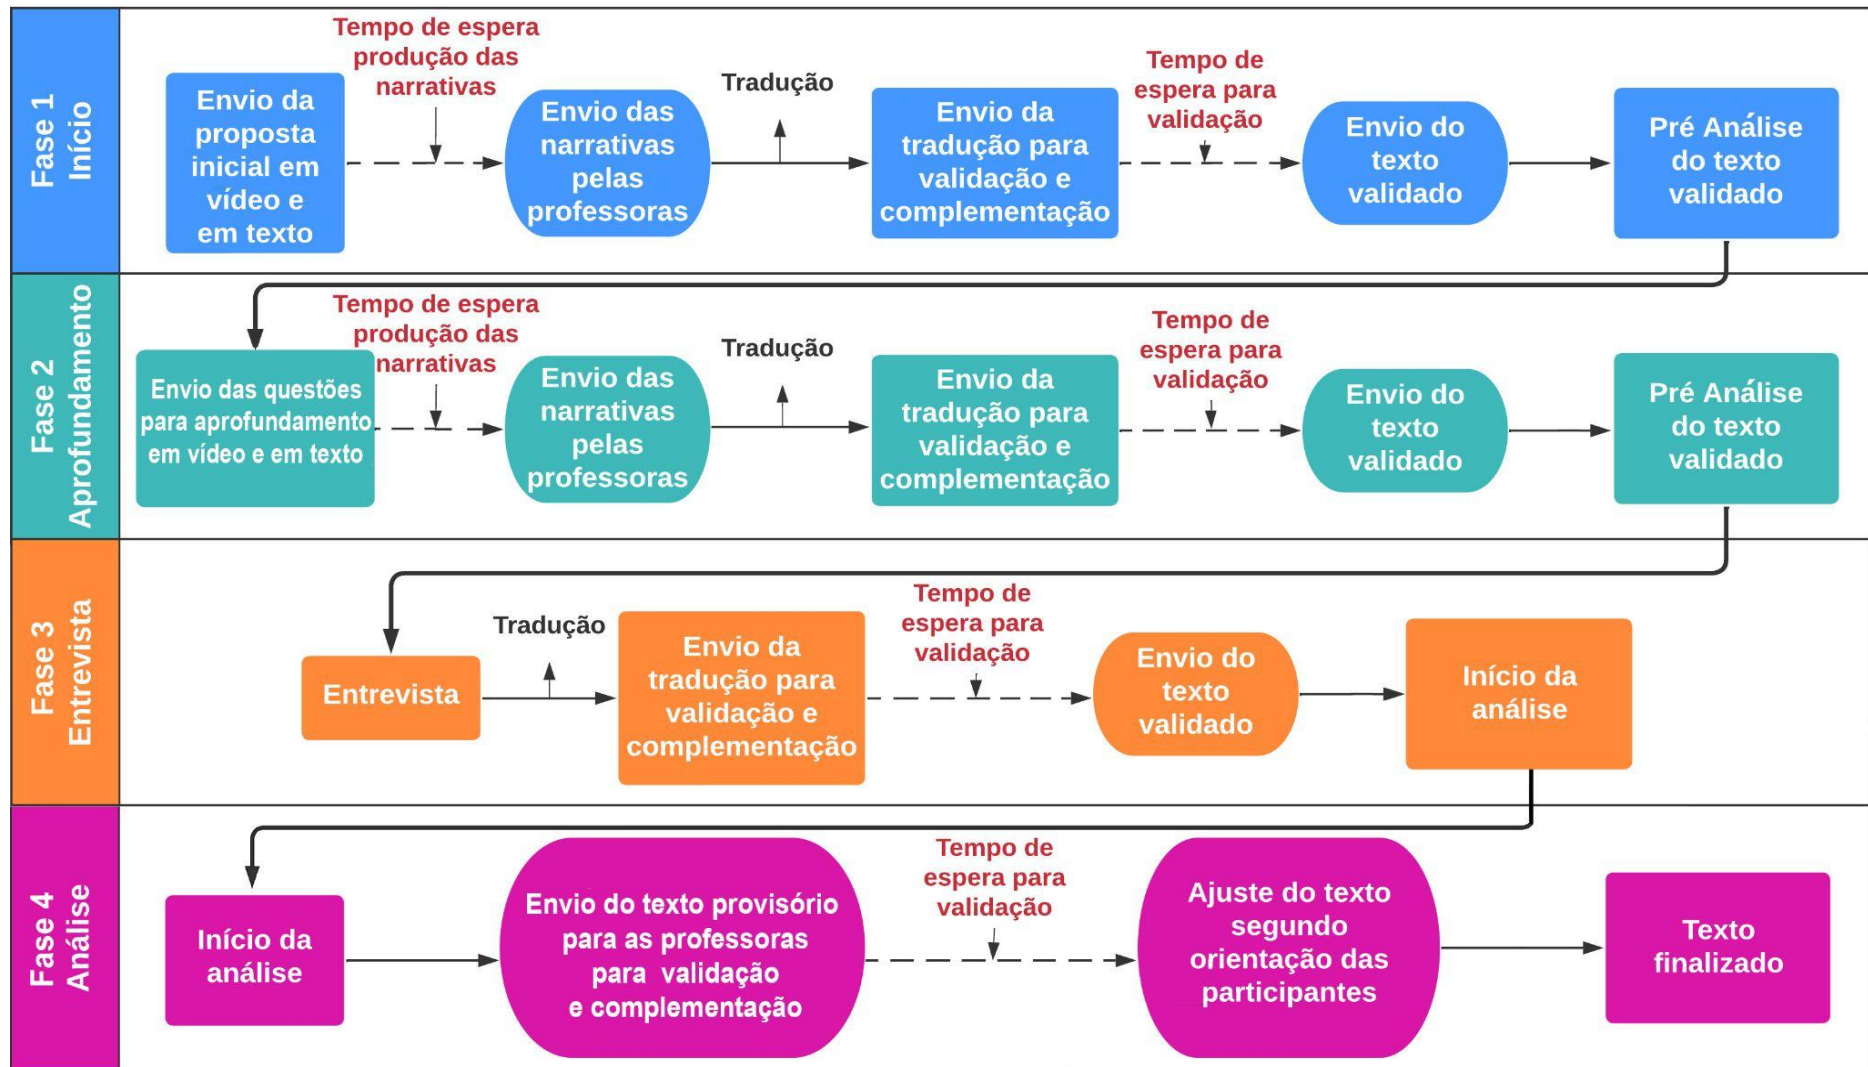 Fase 1
Início
Envio da
proposta
inicial em
vídeo e
em texto
Tempo de espera
produção das
narrativas
Envio das
narrativas
pelas
professoras
Tradução
Envio da
tradução para
validação e
complementação
Tempo de
espera para
validação
Envio do
texto
validado
Pré Análise
do texto
validado
Fase 2
Aprofundamento
Envio das questões
para aprofundamento
em vídeo e em texto
Tempo de espera
produção das
narrativas
Envio das
narrativas
pelas
professoras
Tradução
Envio da
tradução para
validação e
complementação
Tempo de
espera para
validação
Envio do
texto
validado
Pré Análise
do texto
validado
Fase 3
Entrevista
Entrevista
Tradução
Envio da
tradução para
validação e
complementação
Tempo de
espera para
validação
Envio do
texto
validado
Início da
análise
Fase 4
Análise
Início da
análise
Envio do texto provisório
para as professoras
para validação
e complementação
Tempo de
espera para
validação
Ajuste do texto
segundo
orientação das
participantes
Texto
finalizado